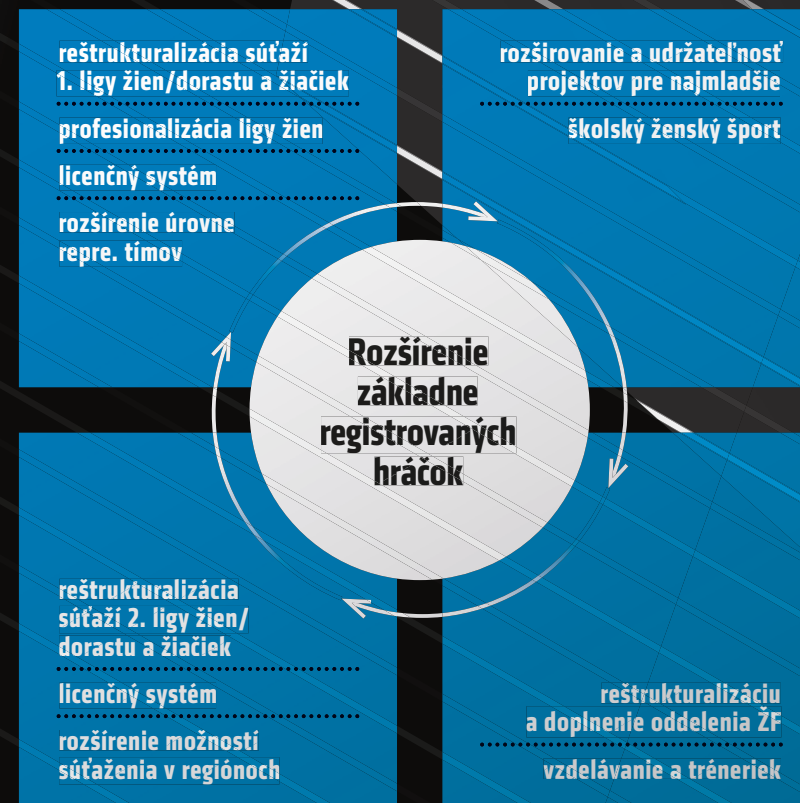 reštrukturalizácia súťaží
1. ligy žien/dorastu a žiačiek
profesionalizácia ligy žien
licenčný systém
rozšírenie úrovne
repre. tímov
rozširovanie a udržateľnosť
projektov pre najmladšie
školský ženský šport
Rozšírenie
základne
registrovaných
hráčok
reštrukturalizácia
súťaží 2. ligy žien/
dorastu a žiačiek
licenčný systém
rozšírenie možností
súťaženia v regiónoch
reštrukturalizáciu
a doplnenie oddelenia ŽF
vzdelávanie a tréneriek